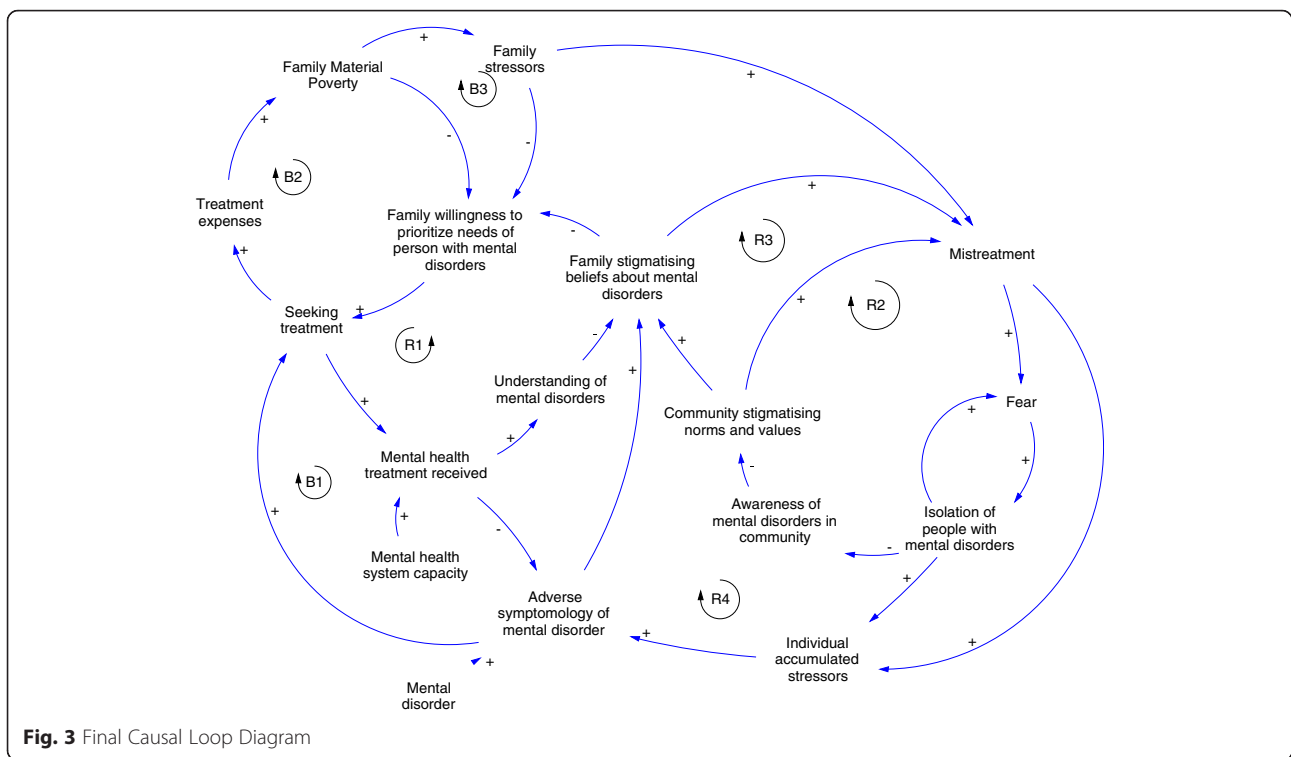 +
Family
stressors
Family Material
Poverty
B3
+
+
-
-
B2
Treatment
expenses
Family willingness to
prioritize needs of
person with mental
disorders
+
-
R3
Family stigmatising
beliefs about mental
disorders
Mistreatment
+
+
R2
Seeking
treatment
+
R1
-
+
+
+
Understanding of
mental disorders
Community stigmatising
norms and values
Fear
+
+
+
+
Mental health
treatment received
+
-
B1
Awareness of
mental disorders in
community
Isolation of
people with
mental disorders
+
+
-
-
Mental health
system capacity
+
Adverse
symptomology of
mental disorder
R4
+
+
Individual
accumulated
stressors
+
Mental
disorder
Fig. 3 Final Causal Loop Diagram